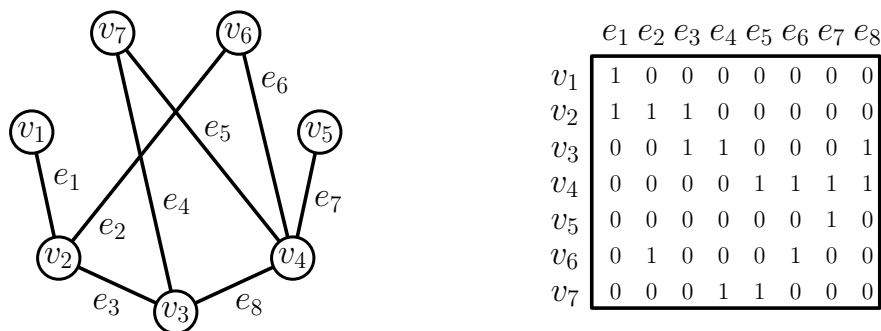 v7 v6
e6
v1 e5 v5
e1 e4 e2 e7
v2 v4
e3 v3 e8
e1 e2 e3 e4 e5 e6 e7 e8
v1 1 0 0 0 0 0 0 0
v2 1 1 1 0 0 0 0 0
v3 0 0 1 1 0 0 0 1
v4 0 0 0 0 1 1 1 1
v5 0 0 0 0 0 0 1 0
v6 0 1 0 0 0 1 0 0
v7 0 0 0 1 1 0 0 0